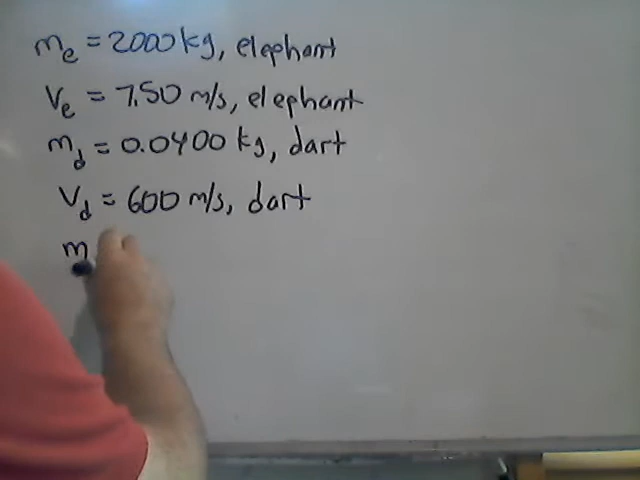 me = 2000 kg, elephant
ve = 7.50 m/s, elephant
md = 0.0400 kg, dart
vd = 600 m/s, dart
m